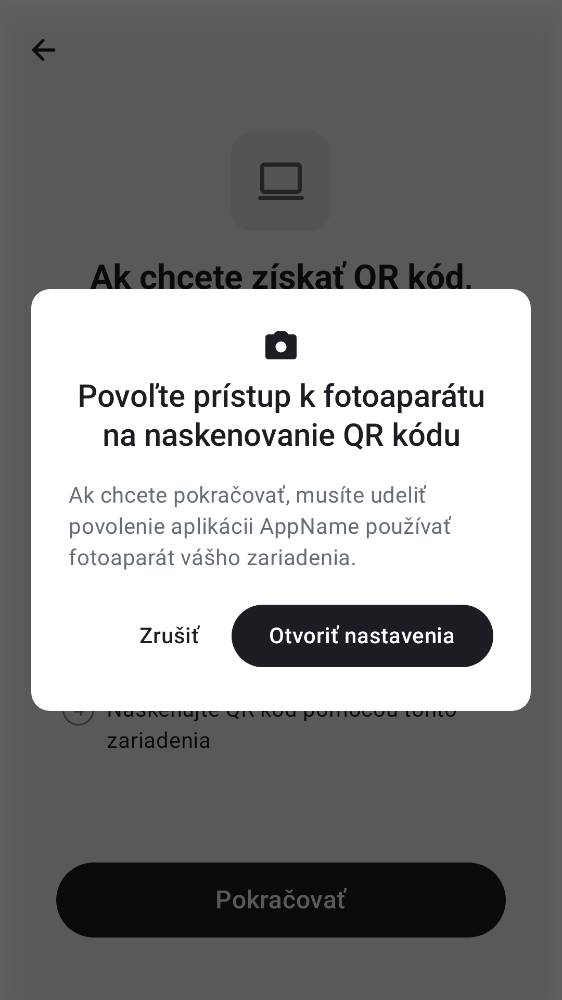 Ak chcete získať QR kód,
Povoľte prístup k fotoaparátu
na naskenovanie QR kódu
Ak chcete pokračovať, musíte udeliť
povolenie aplikácii AppName používať
fotoaparát vášho zariadenia.
Zrušiť
Otvoriť nastavenia
Naskenujte QR kód pomocou tohto
zariadenia
Pokračovať